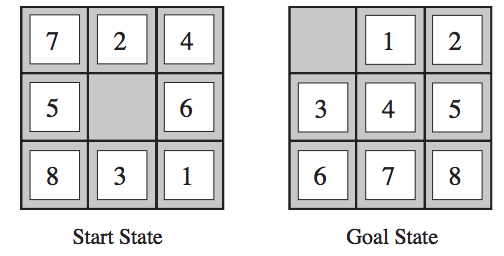 7 2 4
5 6
8 3 1
Start State
1 2
3 4 5
6 7 8
Goal State